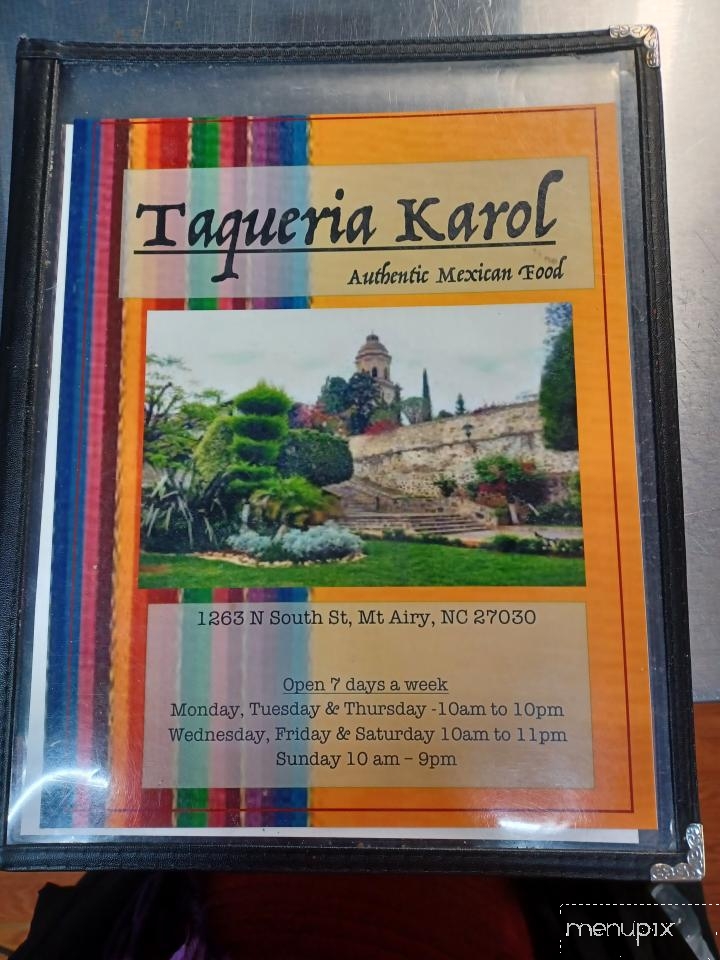 Taqueria Karol
Authentic Mexican Food
1263 N South St, Mt Airy, NC 27030
Open 7 days a week
Monday, Tuesday & Thursday -10am to 10pm
Wednesday, Friday & Saturday 10am to 11pm
Sunday 10 am – 9pm
menupix